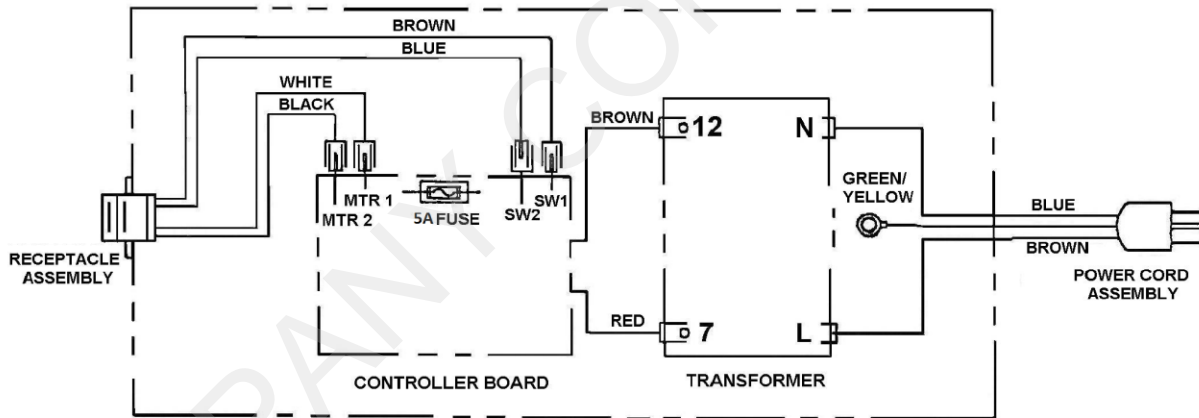 BROWN
BLUE
WHITE
BLACK
MTR 1
MTR 2
5A FUSE
SW2
SW1
RECEPTACLE
ASSEMBLY
CONTROLLER BOARD
BROWN
12
N
RED
7
L
TRANSFORMER
GREEN/
YELLOW
BLUE
BROWN
POWER CORD
ASSEMBLY